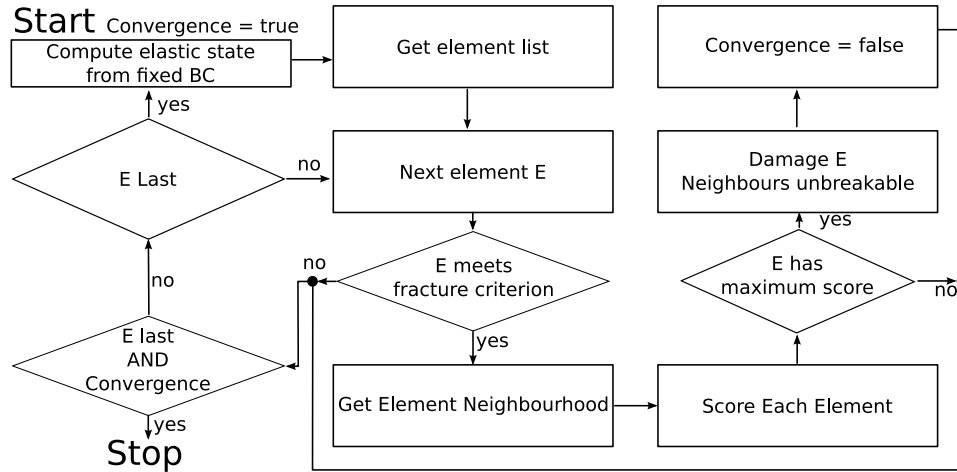 Start Convergence = true
Compute elastic state
from fixed BC
Get element list
Convergence = false
yes
E Last
no
Next element E
Damage E
Neighbours unbreakable
yes
no
no
E meets
fracture criterion
E has
maximum score
no
E last
AND
Convergence
yes
Get Element Neighbourhood
Score Each Element
yes
Stop